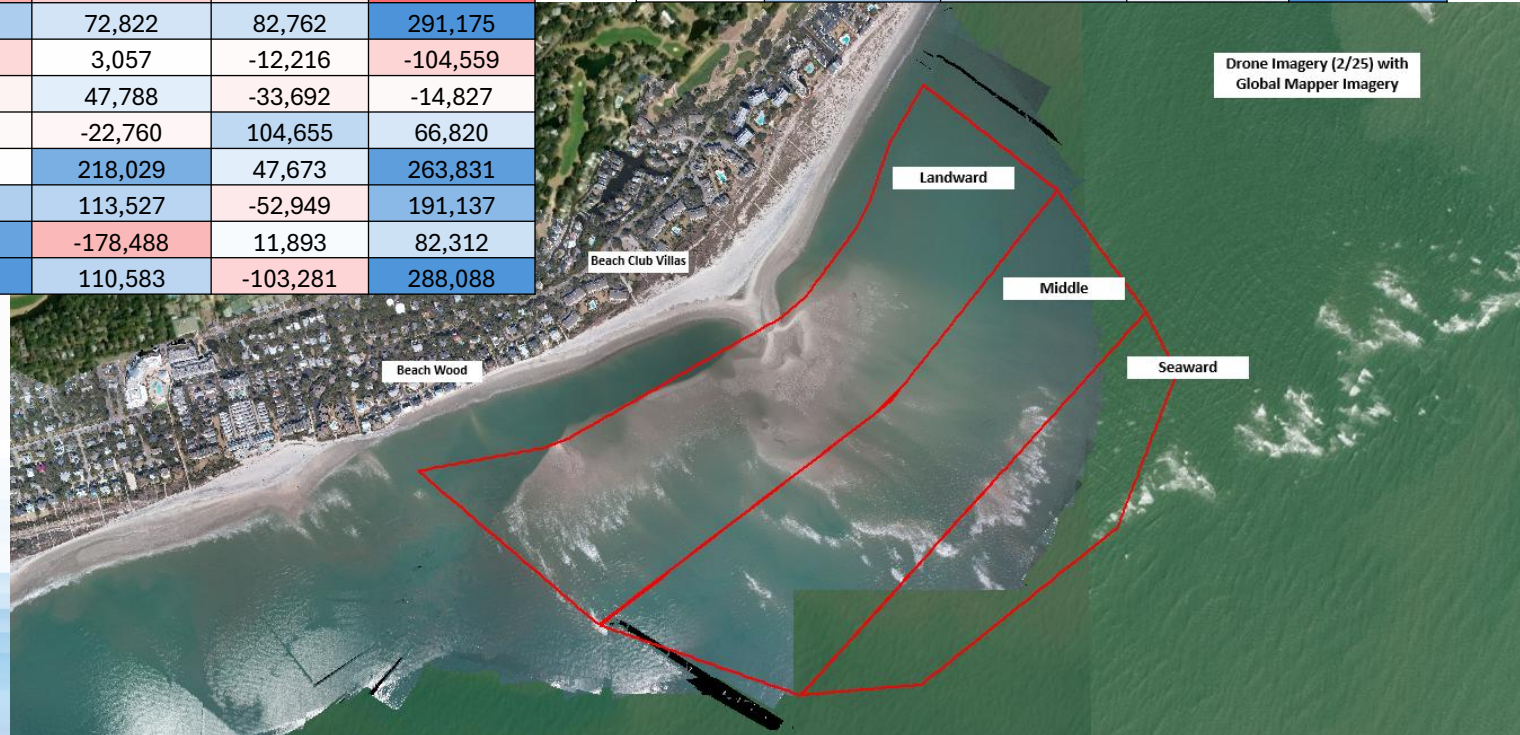 72,822 82,762 291,175
3,057 -12,216 -104,559
47,788 -33,692 -14,827
-22,760 104,655 66,820
218,029 47,673 263,831
113,527 -52,949 191,137
-178,488 11,893 82,312
110,583 -103,281 288,088
Drone Imagery (2/25) with
Global Mapper Imagery
Landward
Beach Club Villas
Middle
Beach Wood
Seaward